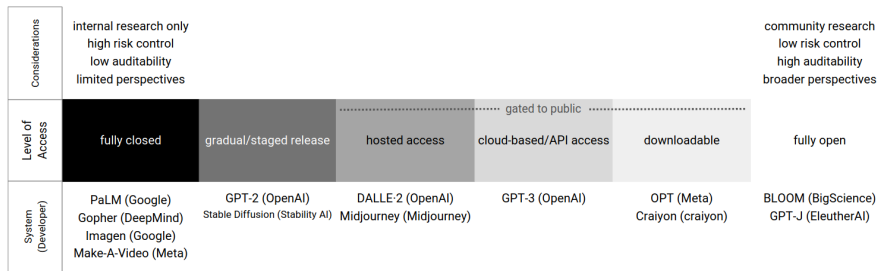 Considerations
internal research only
high risk control
low auditability
limited perspectives
community research
low risk control
high auditability
broader perspectives
Level of
Access
gated to public
fully closed
gradual/staged release
hosted access
cloud-based/API access
downloadable
fully open
System
(Developer)
PaLM (Google)
Gopher (DeepMind)
Imagen (Google)
Make-A-Video (Meta)
GPT-2 (OpenAI)
Stable Diffusion (Stability AI)
DALLE·2 (OpenAI)
Midjourney (Midjourney)
GPT-3 (OpenAI)
OPT (Meta)
Craiyon (craiyon)
BLOOM (BigScience)
GPT-J (EleutherAI)